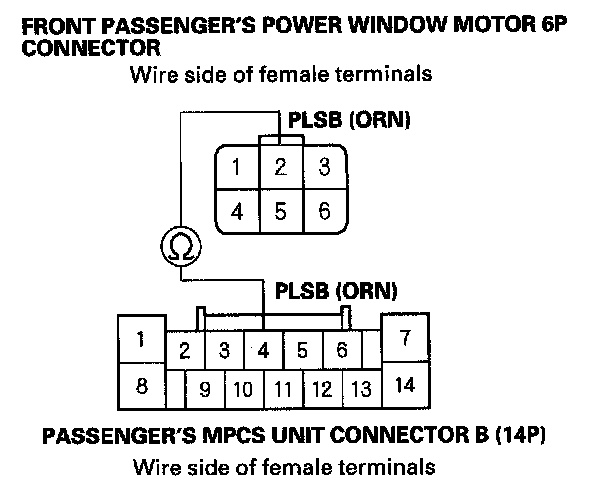 FRONT PASSENGER'S POWER WINDOW MOTOR 6P
CONNECTOR
Wire side of female terminals
PLSB (ORN)
1 2 3
4 5 6
Ω
PLSB (ORN)
1 2 3 4 5 6 7
8 9 10 11 12 13 14
PASSENGER'S MPCS UNIT CONNECTOR B (14P)
Wire side of female terminals